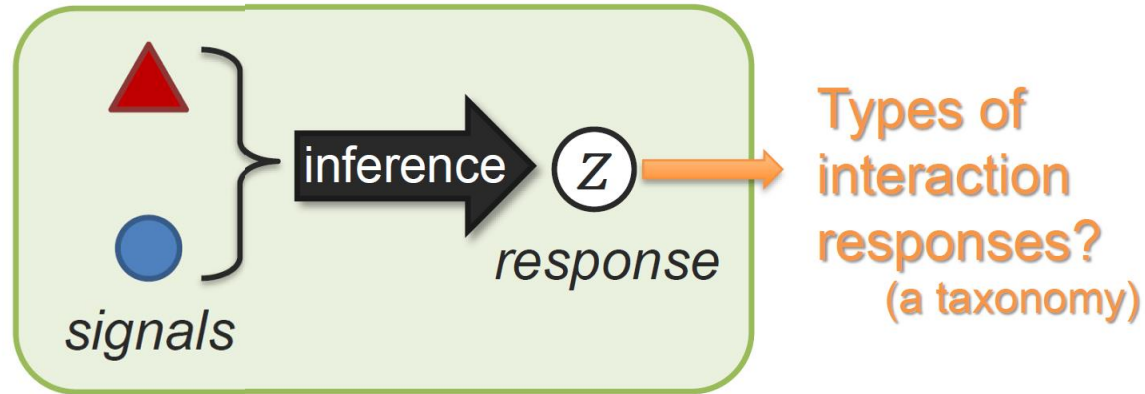 inference
z
response
signals
Types of
interaction
responses?
(a taxonomy)